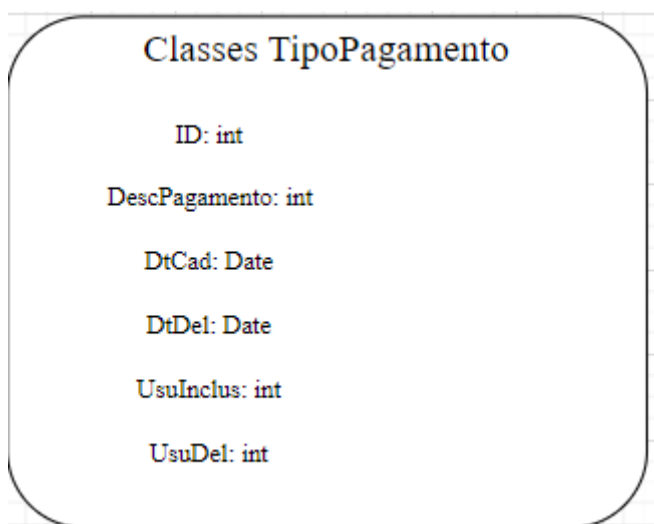 Classes TipoPagamento
ID: int
DescPagamento: int
DtCad: Date
DtDel: Date
UsuInclus: int
UsuDel: int